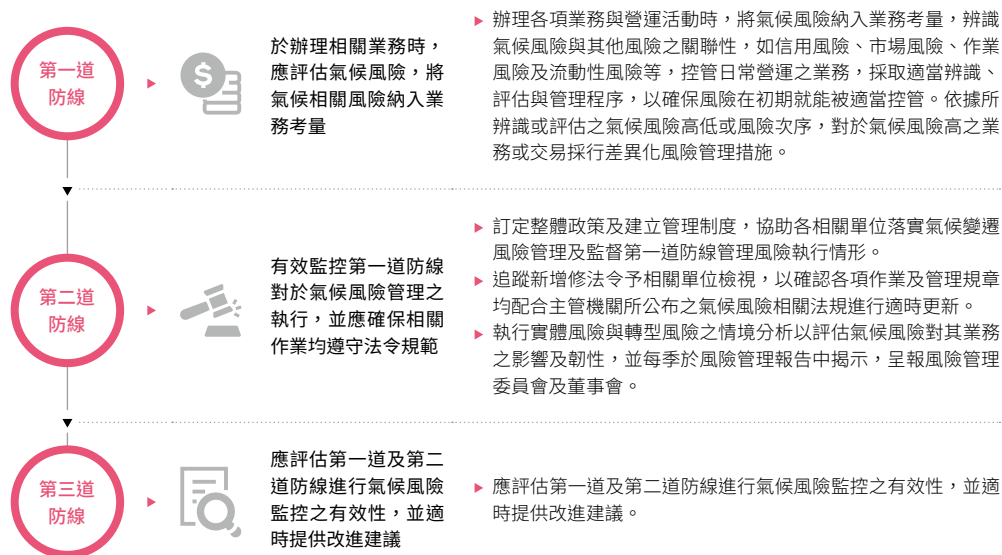 第一道
防線
於辦理相關業務時，
應評估氣候風險，將
氣候相關風險納入業
務考量
辦理各項業務與營運活動時，將氣候風險納入業務考量，辨識
氣候風險與其他風險之關聯性，如信用風險、市場風險、作業
風險及流動性風險等，控管日常營運之業務，採取適當辨識、
評估與管理程序，以確保風險在初期就能被適當控管。依據所
辨識或評估之氣候風險高低或風險次序，對於氣候風險高之業
務或交易採行差異化風險管理措施。
第二道
防線
有效監控第一道防線
對於氣候風險管理之
執行，並應確保相關
作業均遵守法令規範
訂定整體政策及建立管理制度，協助各相關單位落實氣候變遷
風險管理及監督第一道防線管理風險執行情形。
追蹤新增修法令予相關單位檢視，以確認各項作業及管理規章
均配合主管機關所公布之氣候風險相關法規進行適時更新。
執行實體風險與轉型風險之情境分析以評估氣候風險對其業務
之影響及韌性，並每季於風險管理報告中揭示，呈報風險管理
委員會及董事會。
第三道
防線
應評估第一道及第二
道防線進行氣候風險
監控之有效性，並適
時提供改進建議
應評估第一道及第二道防線進行氣候風險監控之有效性，並適
時提供改進建議。